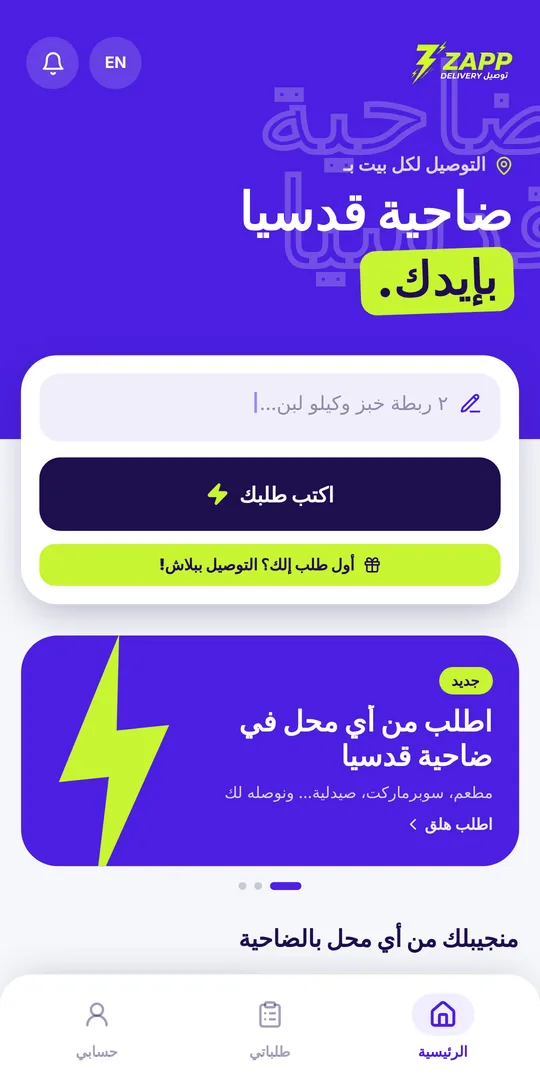 ZAPP
DELIVERY توصيل
EN
ضاحية
قدسيا
التوصيل لكل بيت بـ
ضاحية قدسيا
بإيدك.
٢ ربطة خبز وكيلو لبن...
اكتب طلبك
أول طلب إلك؟ التوصيل ببلاش!
جديد
اطلب من أي محل في
ضاحية قدسيا
مطعم، سوبرماركت، صيدلية... ونوصله لك
اطلب هلق
منجيبلك من أي محل بالضاحية
الرئيسية
طلباتي
حسابي